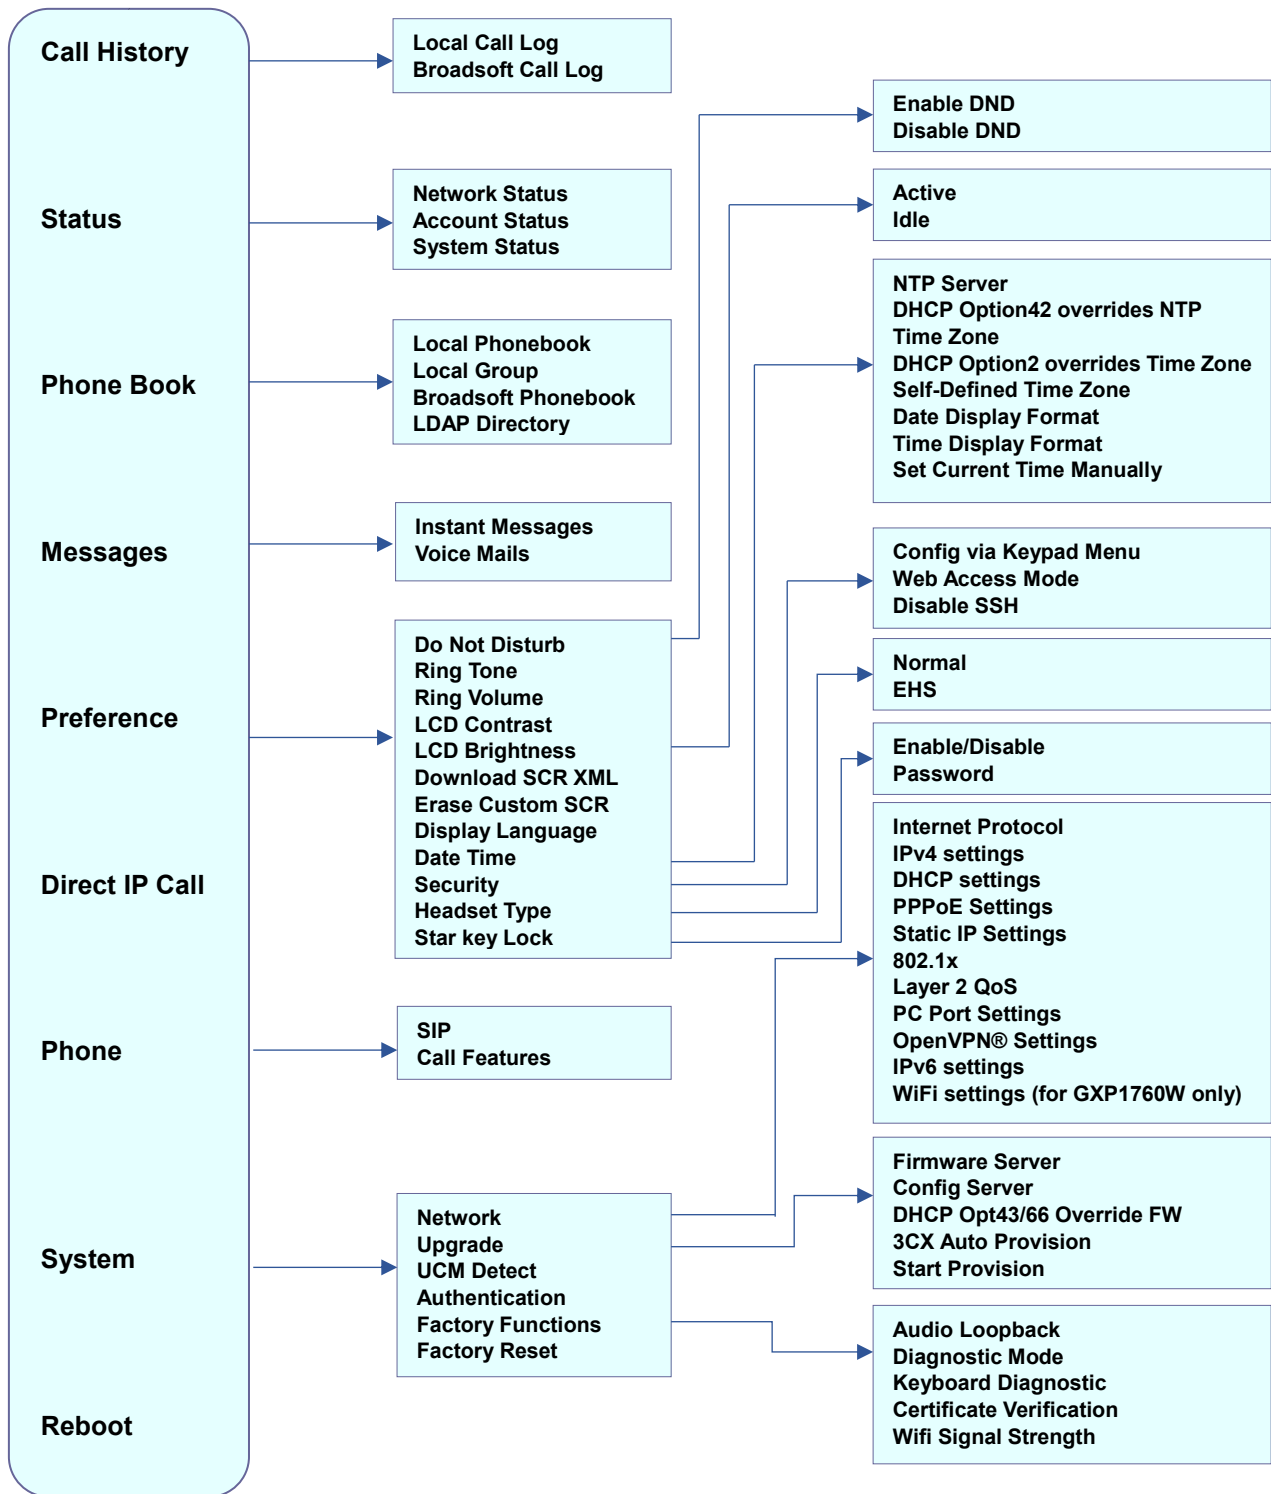 Call History
Status
Phone Book
Messages
Preference
Direct IP Call
Phone
System
Reboot
Local Call Log
Broadsoft Call Log
Network Status
Account Status
System Status
Local Phonebook
Local Group
Broadsoft Phonebook
LDAP Directory
Instant Messages
Voice Mails
Do Not Disturb
Ring Tone
Ring Volume
LCD Contrast
LCD Brightness
Download SCR XML
Erase Custom SCR
Display Language
Date Time
Security
Headset Type
Star key Lock
SIP
Call Features
Network
Upgrade
UCM Detect
Authentication
Factory Functions
Factory Reset
Enable DND
Disable DND
Active
Idle
NTP Server
DHCP Option42 overrides NTP
Time Zone
DHCP Option2 overrides Time Zone
Self-Defined Time Zone
Date Display Format
Time Display Format
Set Current Time Manually
Config via Keypad Menu
Web Access Mode
Disable SSH
Normal
EHS
Enable/Disable
Password
Internet Protocol
IPv4 settings
DHCP settings
PPPoE Settings
Static IP Settings
802.1x
Layer 2 QoS
PC Port Settings
OpenVPN® Settings
IPv6 settings
WiFi settings (for GXP1760W only)
Firmware Server
Config Server
DHCP Opt43/66 Override FW
3CX Auto Provision
Start Provision
Audio Loopback
Diagnostic Mode
Keyboard Diagnostic
Certificate Verification
Wifi Signal Strength